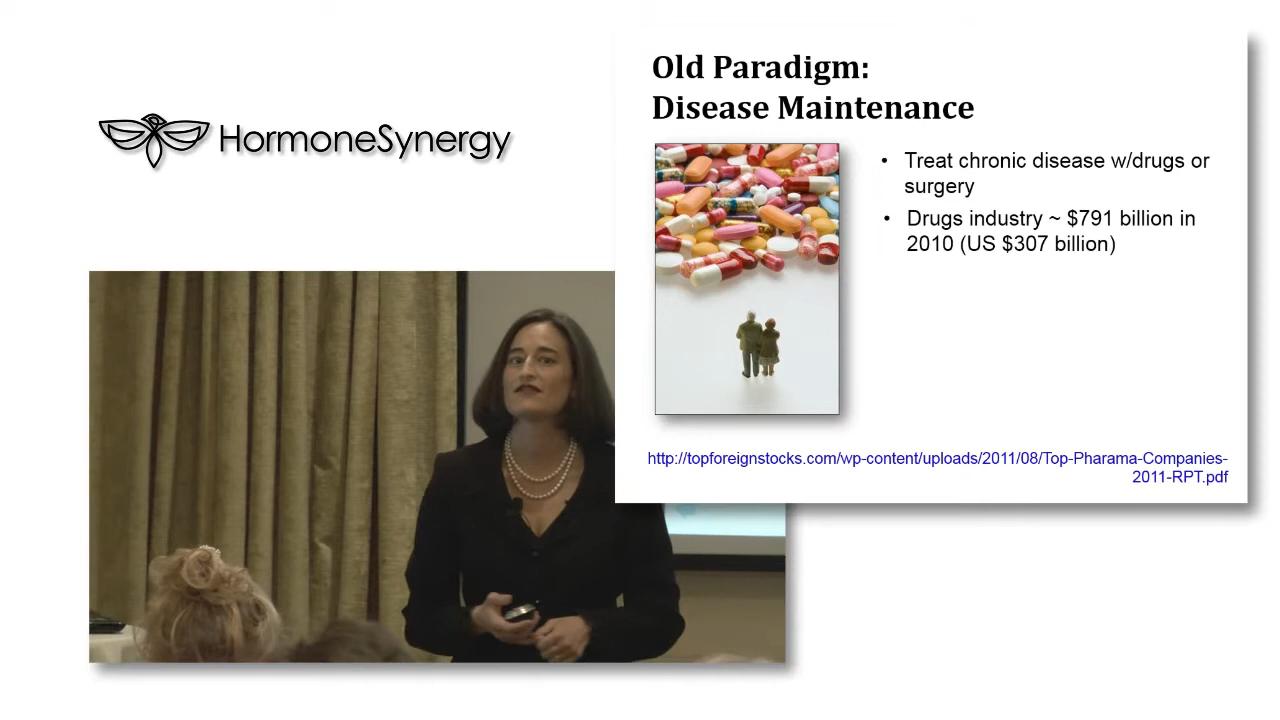 HormoneSynergy
Old Paradigm:
Disease Maintenance
• Treat chronic disease w/drugs or
surgery
• Drugs industry ~ $791 billion in
2010 (US $307 billion)
http://topforeignstocks.com/wp-content/uploads/2011/08/Top-Pharama-Companies-
2011-RPT.pdf